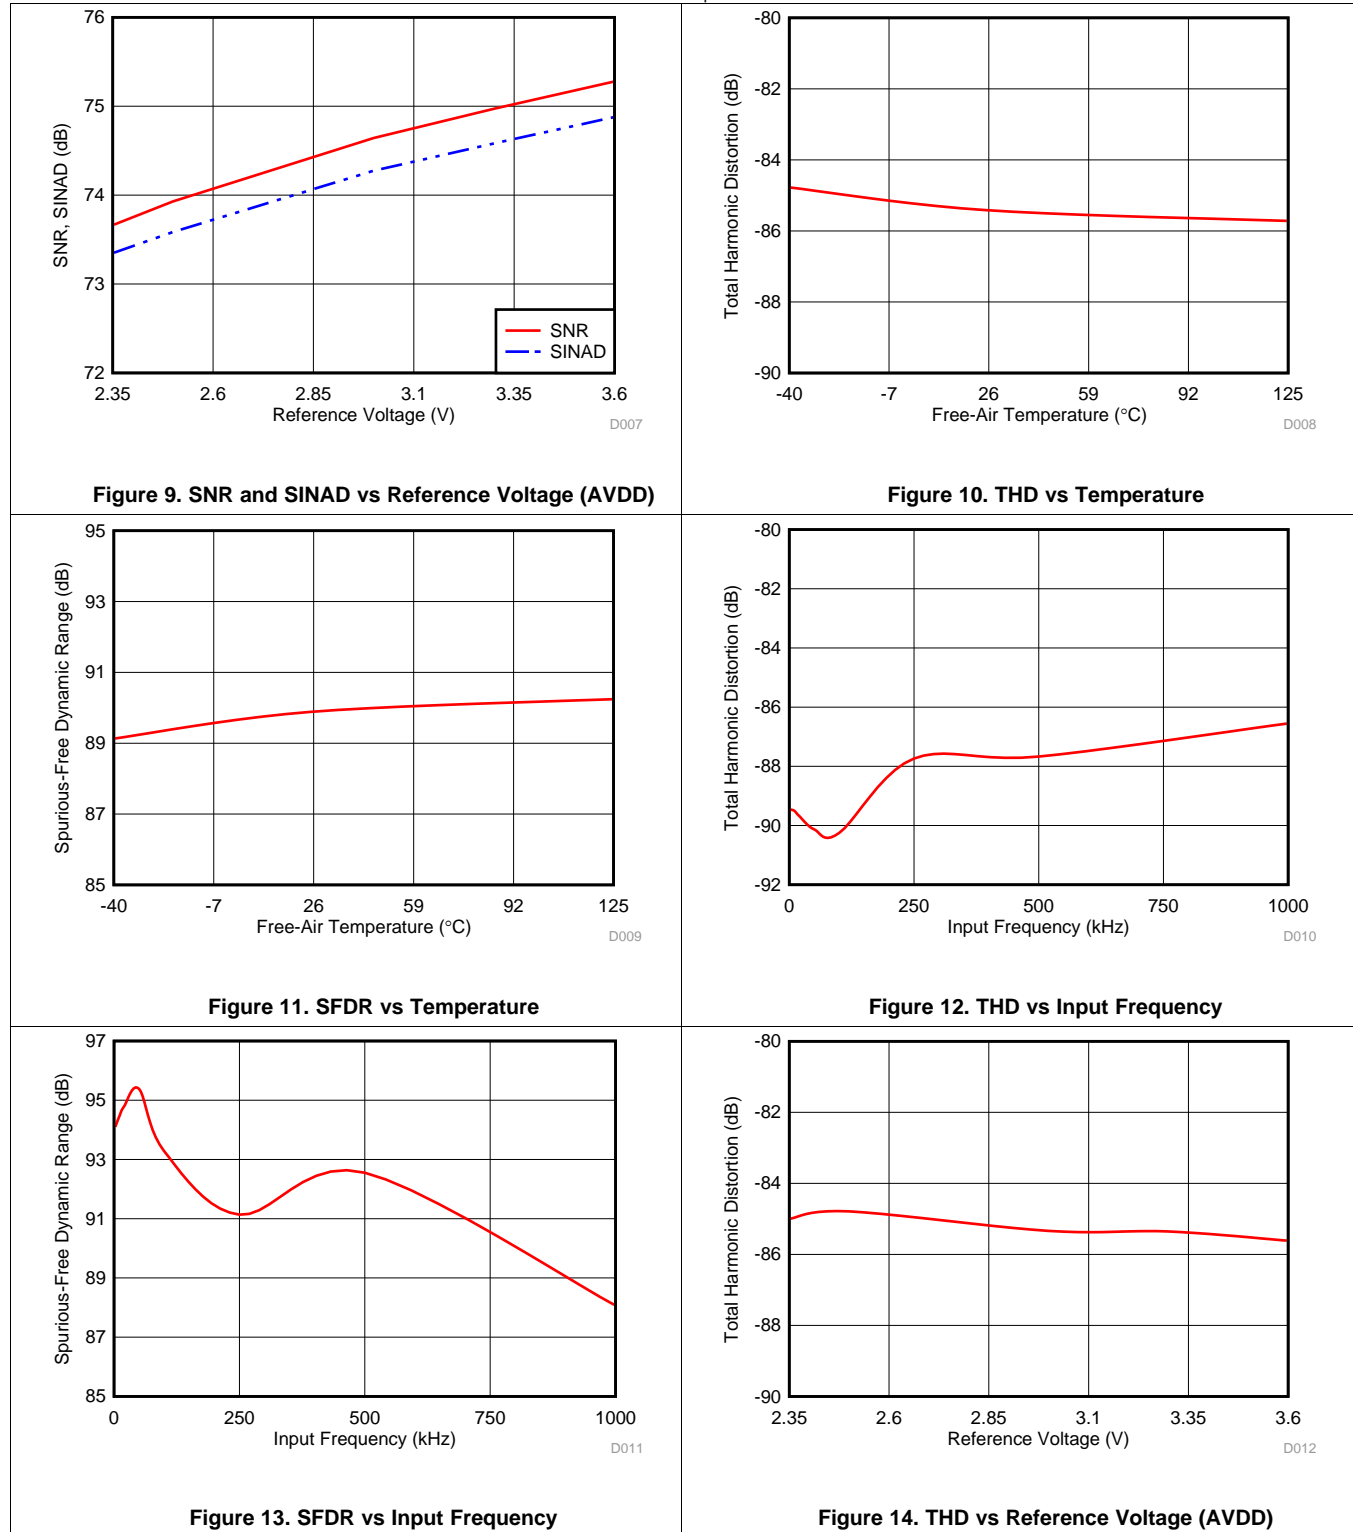 76
75
74
73
72
SNR, SINAD (dB)
SNR
SINAD
2.35 2.6 2.85 3.1 3.35 3.6
Reference Voltage (V)
D007
Figure 9. SNR and SINAD vs Reference Voltage (AVDD)
-80
-82
-84
-86
-88
-90
Total Harmonic Distortion (dB)
-40 -7 26 59 92 125
Free-Air Temperature (°C)
D008
Figure 10. THD vs Temperature
95
93
91
89
87
85
Spurious-Free Dynamic Range (dB)
-40 -7 26 59 92 125
Free-Air Temperature (°C)
D009
Figure 11. SFDR vs Temperature
-80
-82
-84
-86
-88
-90
-92
Total Harmonic Distortion (dB)
0 250 500 750 1000
Input Frequency (kHz)
D010
Figure 12. THD vs Input Frequency
97
95
93
91
89
87
85
Spurious-Free Dynamic Range (dB)
0 250 500 750 1000
Input Frequency (kHz)
D011
Figure 13. SFDR vs Input Frequency
-80
-82
-84
-86
-88
-90
Total Harmonic Distortion (dB)
2.35 2.6 2.85 3.1 3.35 3.6
Reference Voltage (V)
D012
Figure 14. THD vs Reference Voltage (AVDD)